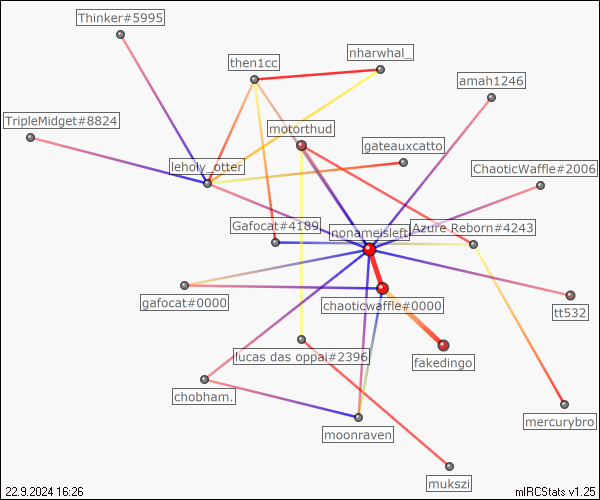 Thinker#5995
nharwhal_
then1cc
amah1246
TripleMidget#8824
motorthud
gateauxcatto
leholy_otter
ChaoticWaffle#2006
Gafocat#4189
nonameisleft
Azure Reborn#4243
gafocat#0000
chaoticwaffle#0000
tt532
lucas das oppai#2396
fakedingo
chobham.
mercurybro
moonraven
mukszi
22.9.2024 16:26
mIRCStats v1.25